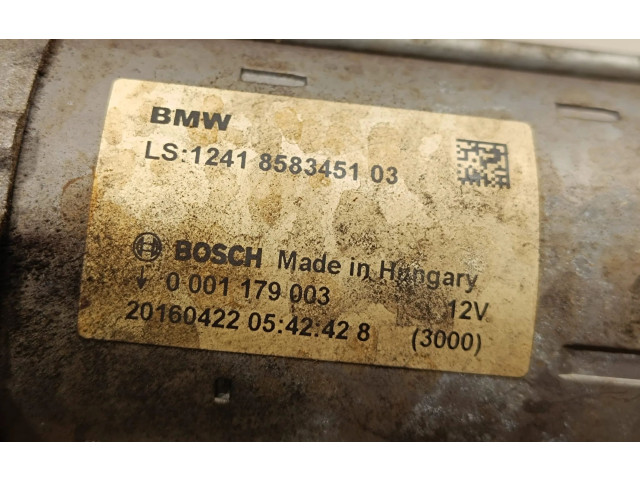 BMW
LS:1241 8583451 03
BOSCH Made in Hungary
↓ 0 001 179 003 12V
20160422 05:42:42 8 (3000)